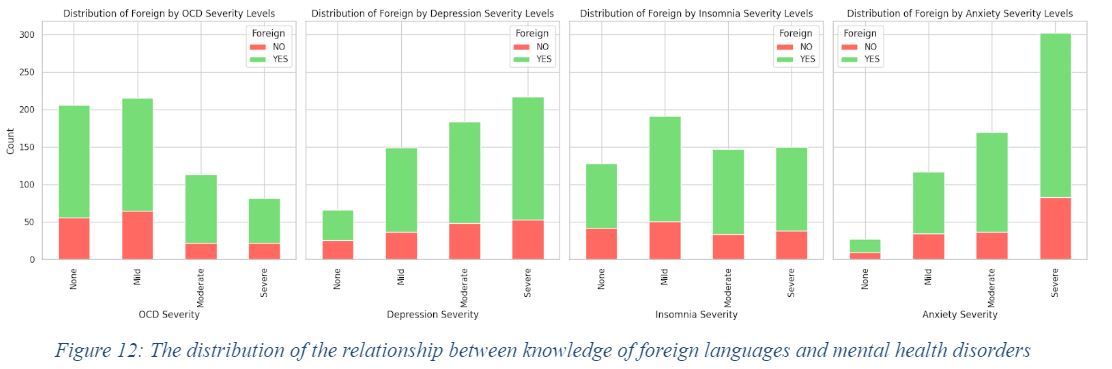 Distribution of Foreign by OCD Severity Levels
Distribution of Foreign by Depression Severity Levels
Distribution of Foreign by Insomnia Severity Levels
Distribution of Foreign by Anxiety Severity Levels
Foreign
NO
YES
Foreign
NO
YES
Foreign
NO
YES
Foreign
NO
YES
300
250
200
150
100
50
0
Count
None
Mild
Moderate
Severe
OCD Severity
None
Mild
Moderate
Severe
Depression Severity
None
Mild
Moderate
Severe
Insomnia Severity
None
Mild
Moderate
Severe
Anxiety Severity
Figure 12: The distribution of the relationship between knowledge of foreign languages and mental health disorders